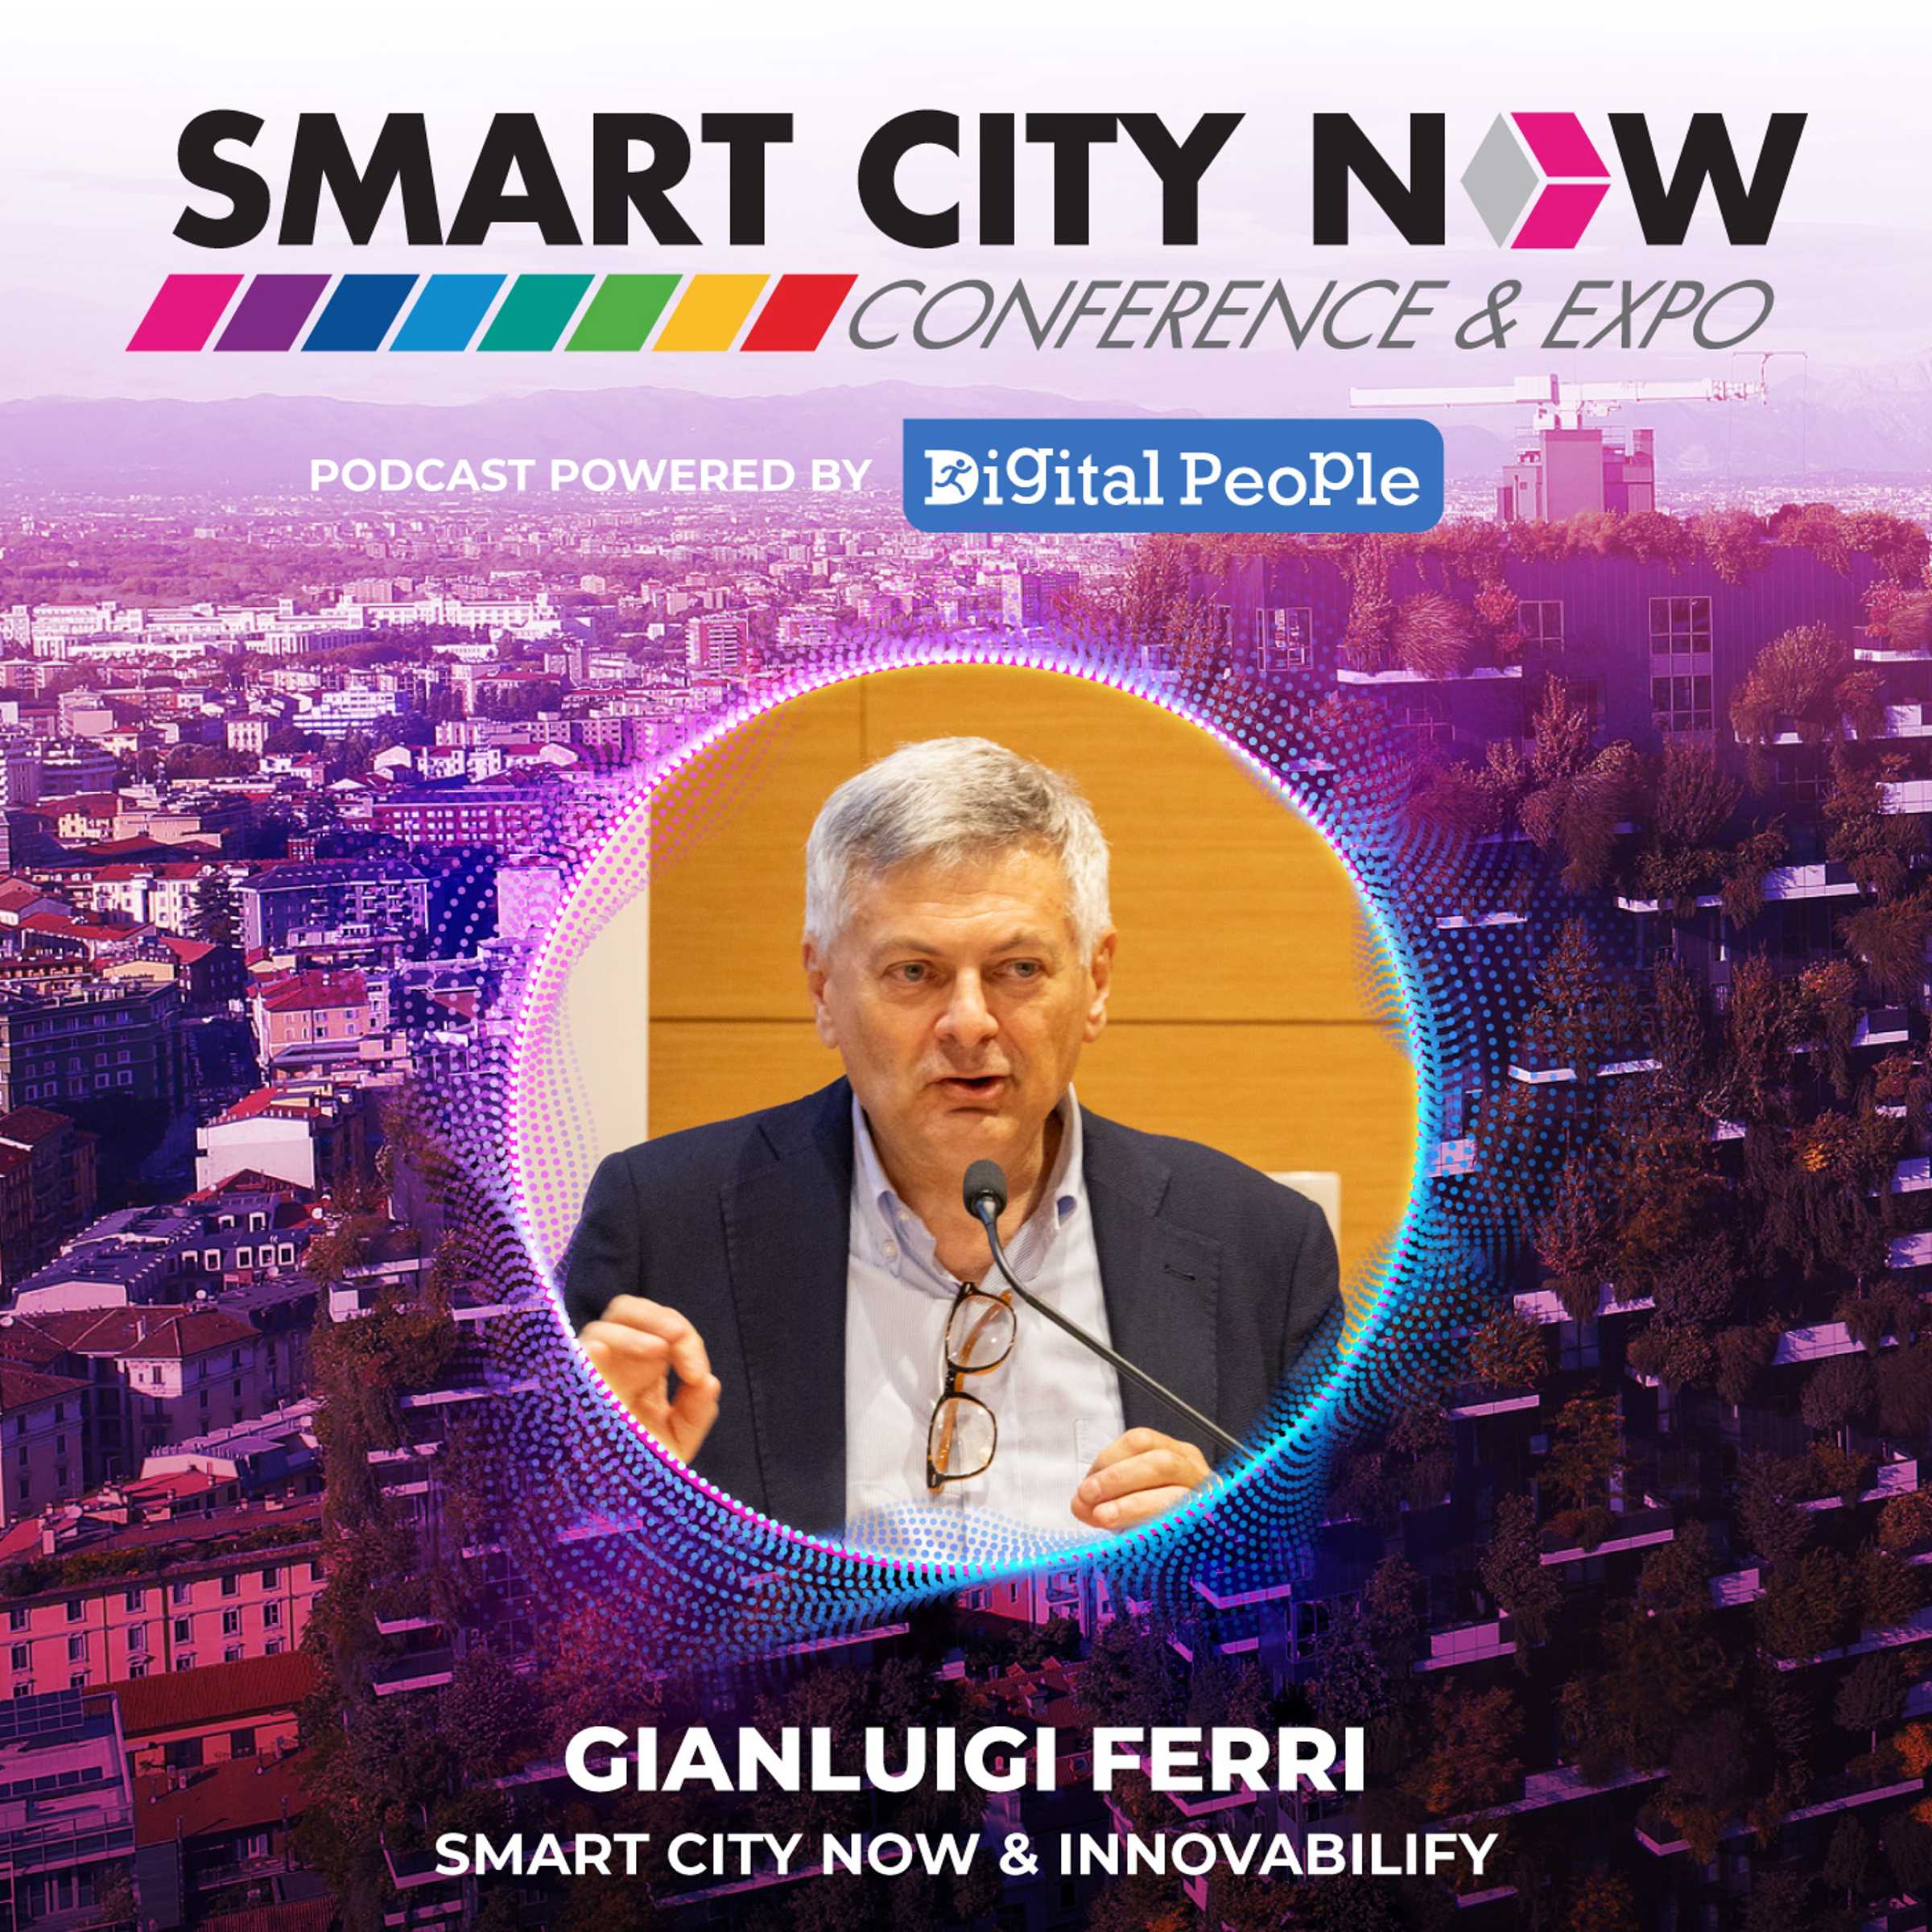 SMART CITY NOW
CONFERENCE & EXPO
PODCAST POWERED BY Digital People
GIANLUIGI FERRI
SMART CITY NOW & INNOVABILIFY